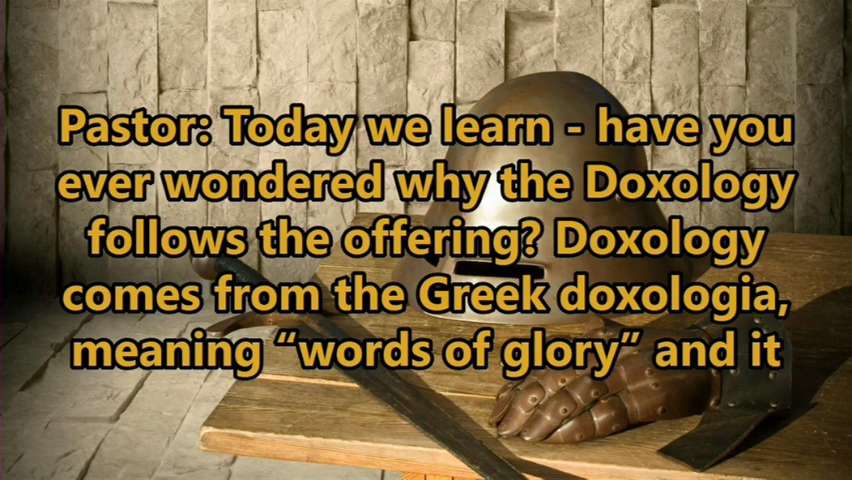 Pastor: Today we learn - have you
ever wondered why the Doxology
follows the offering? Doxology
comes from the Greek doxologia,
meaning “words of glory” and it